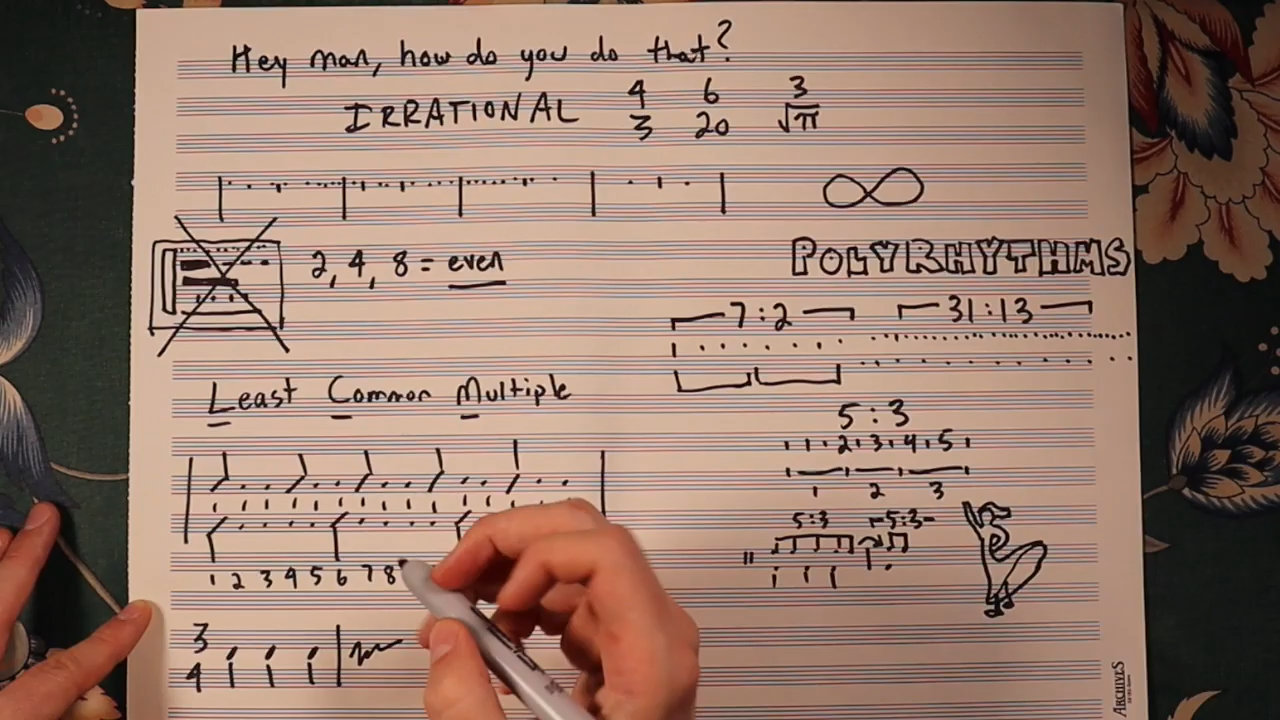 Hey man, how do you do that?
IRRATIONAL 4 6 3
3 20 √π
∞
2, 4, 8 = even
POLYRHYTHMS
7:2 31:13
Least Common Multiple
5:3
1 2 3 4 5
1 2 3
5:3 5:3
1 2 3 4 5 6 7 8
3
4
ARCHIVES